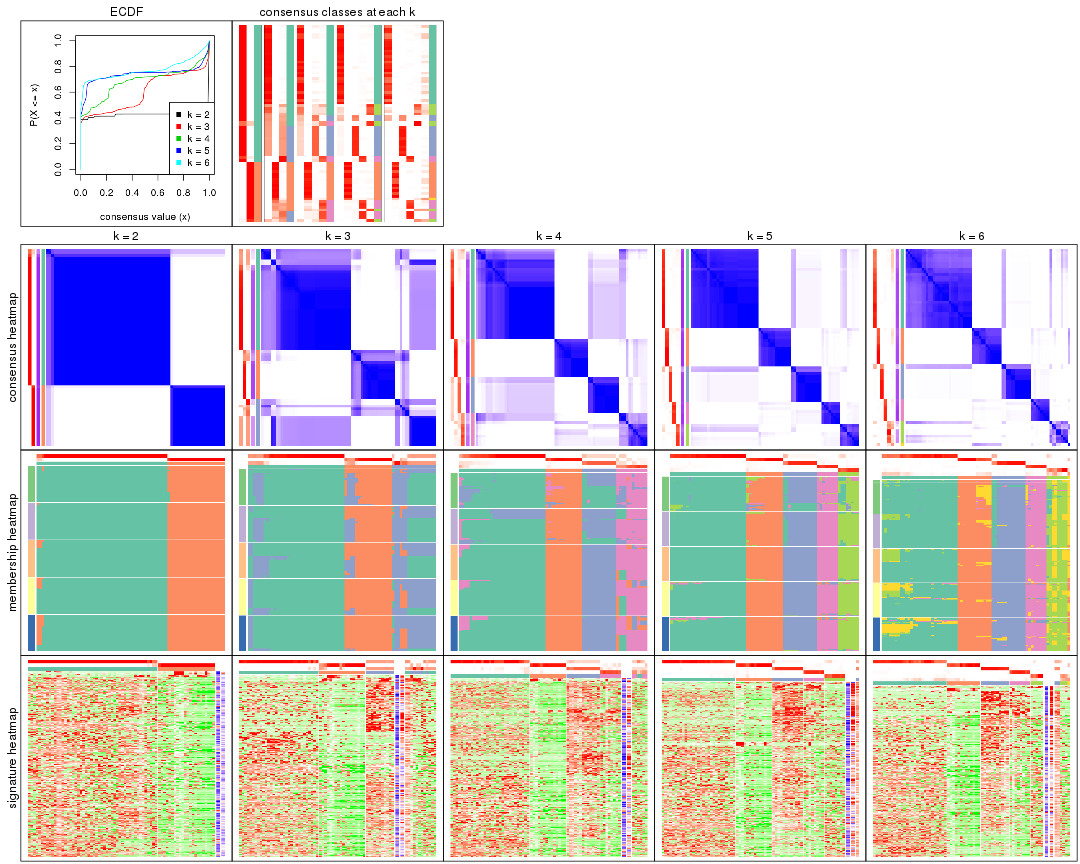 ECDF
consensus classes at each k
P(X <= x)
0.0 0.2 0.4 0.6 0.8 1.0
k = 2
k = 3
k = 4
k = 5
k = 6
0.0 0.2 0.4 0.6 0.8 1.0
consensus value (x)
k = 2
k = 3
k = 4
k = 5
k = 6
consensus heatmap
membership heatmap
signature heatmap